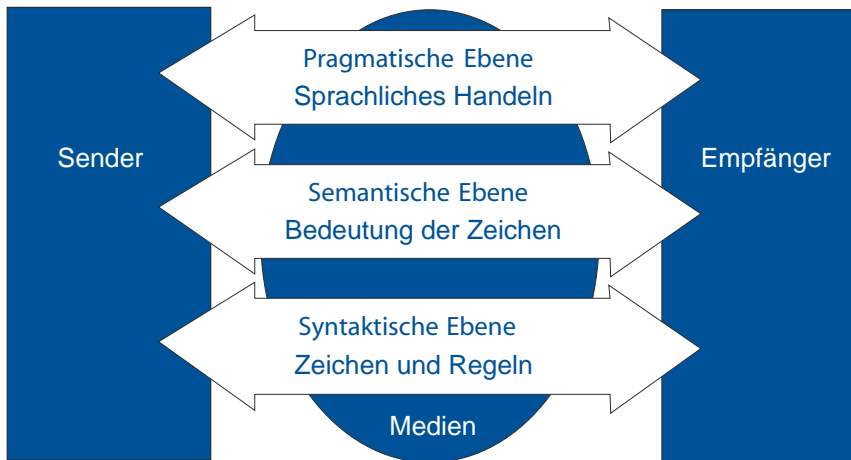 Pragmatische Ebene
Sprachliches Handeln
Sender
Empfänger
Semantische Ebene
Bedeutung der Zeichen
Syntaktische Ebene
Zeichen und Regeln
Medien